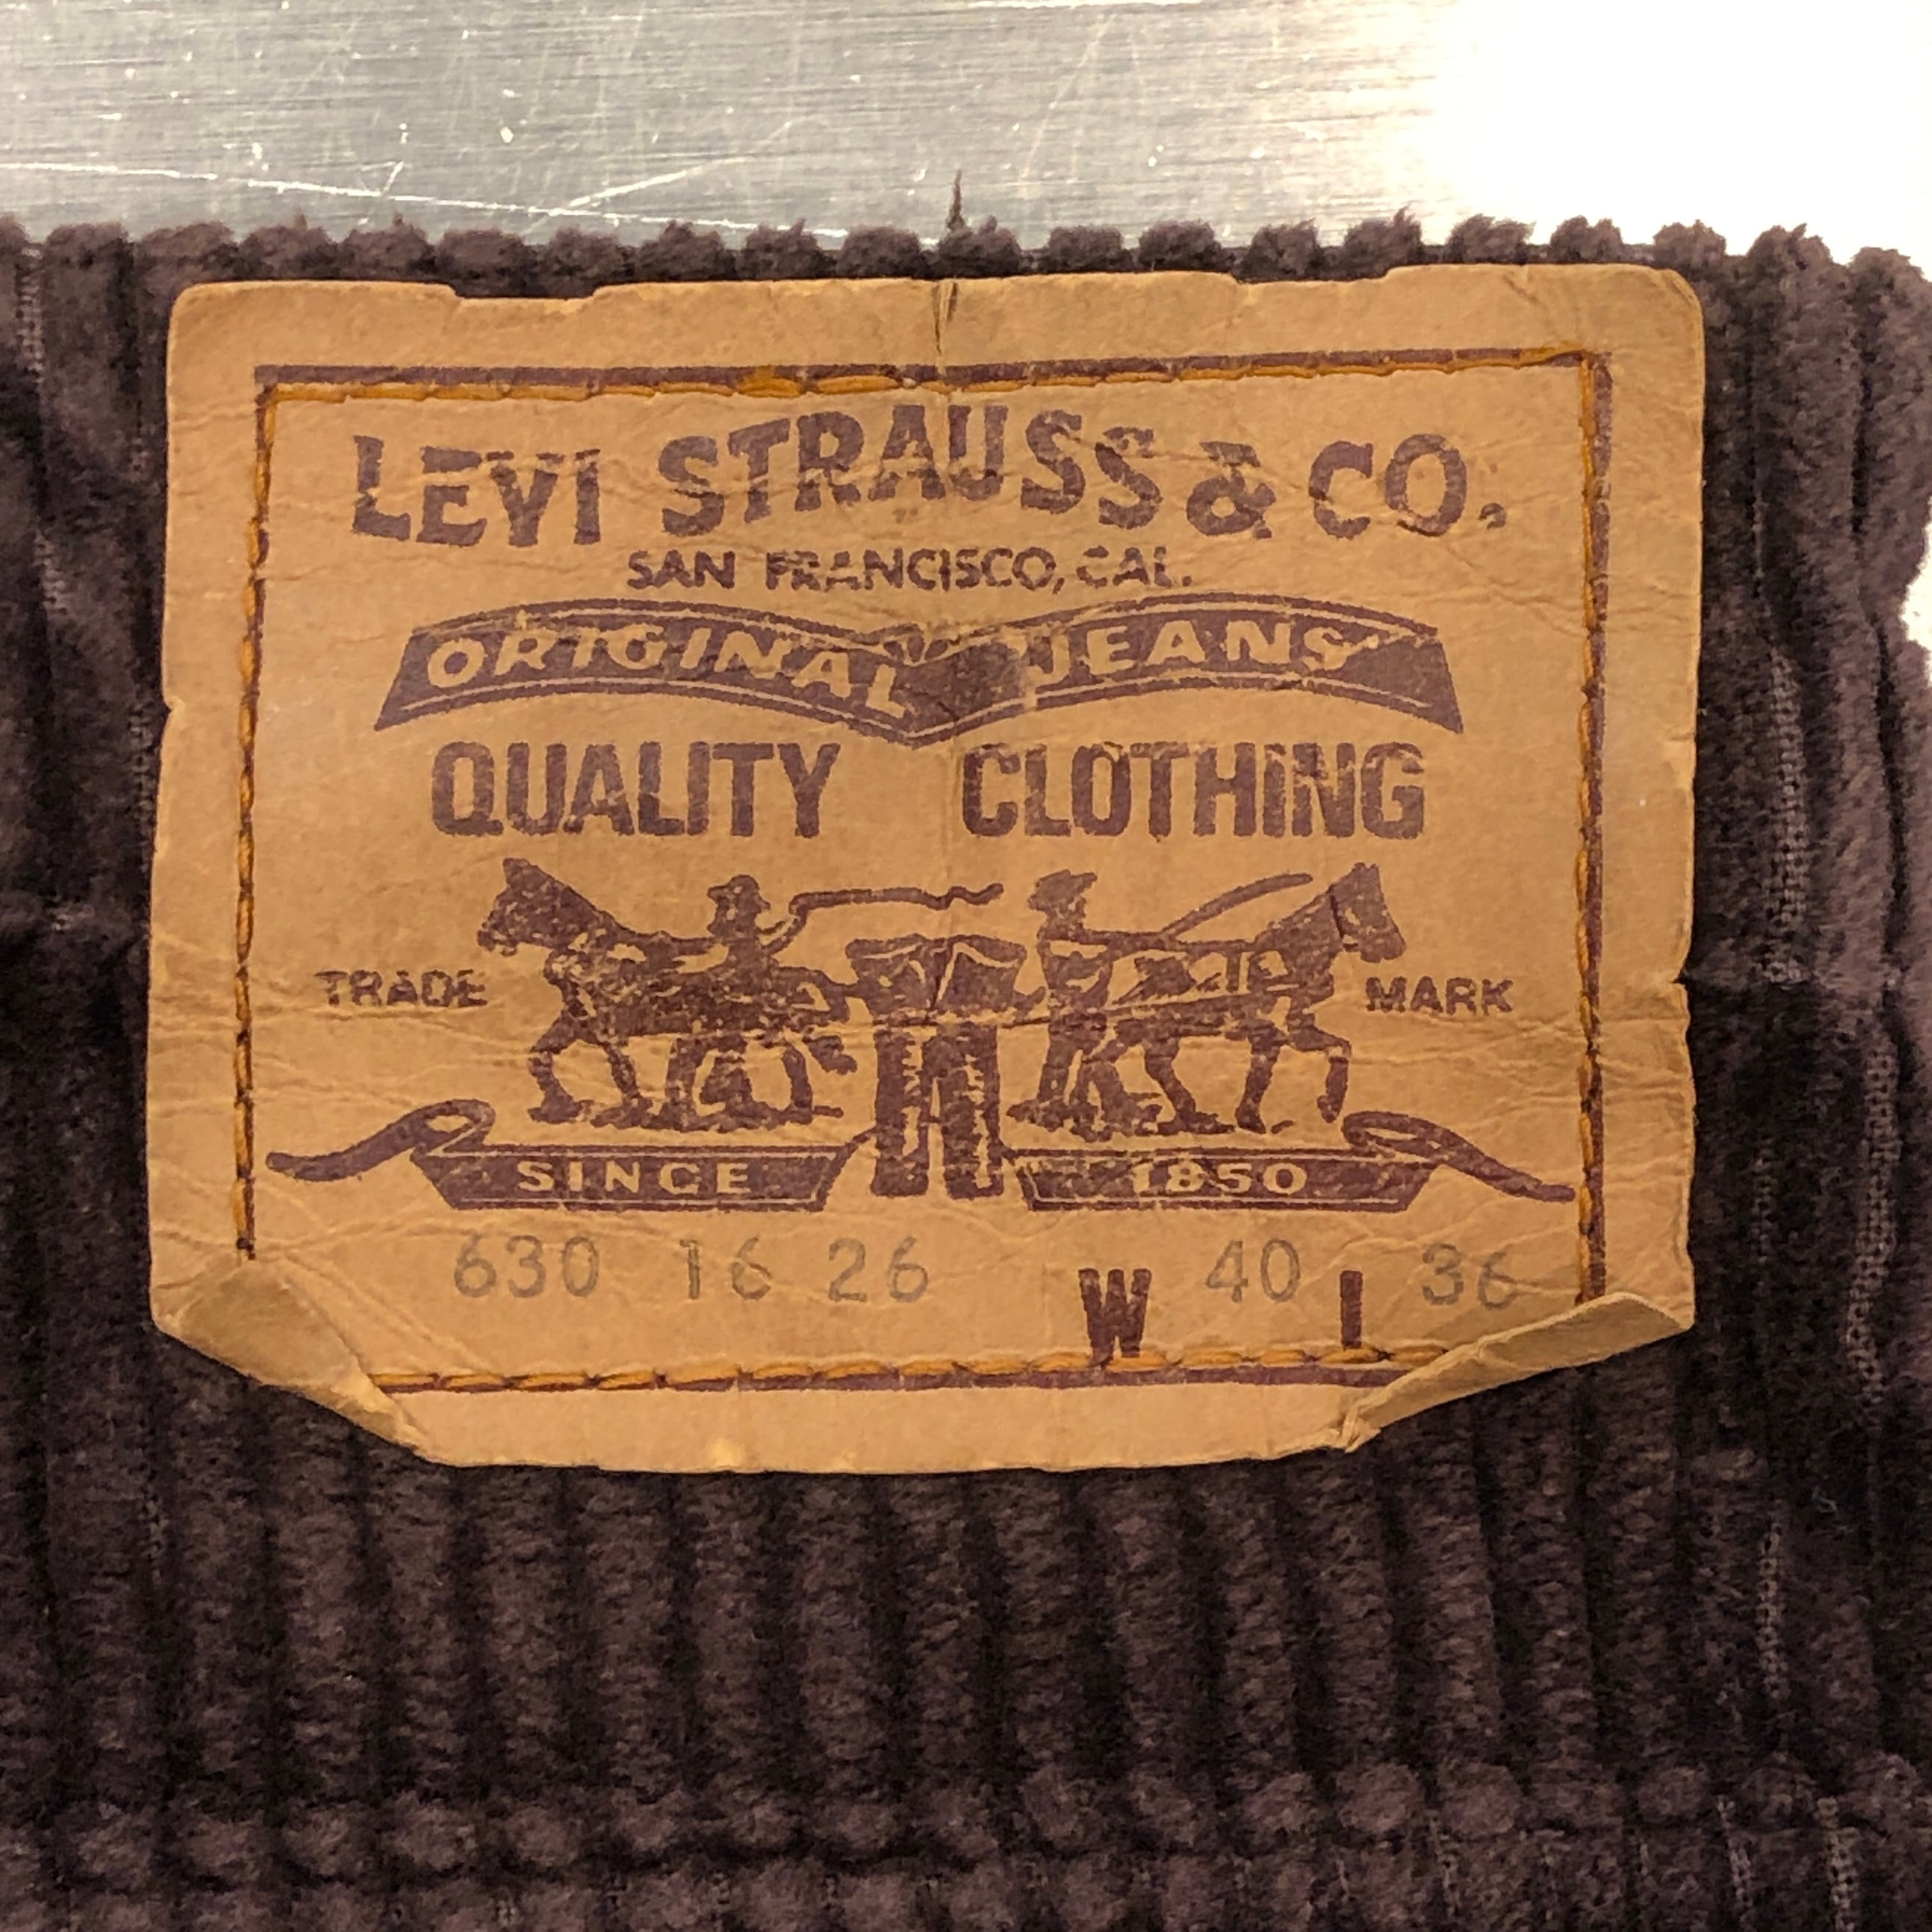 LEVI STRAUSS & CO.
SAN FRANCISCO, CAL.
ORIGINAL JEANS
QUALITY CLOTHING
TRADE MARK
SINCE 1850
630 16 26 W 40 L 36